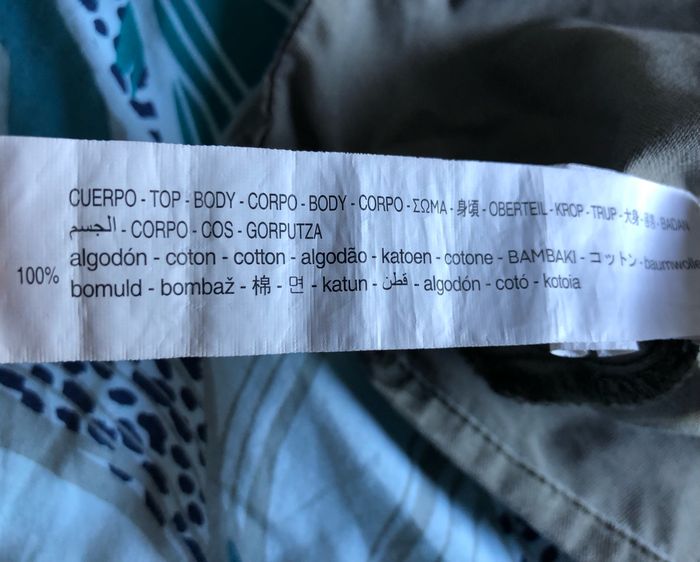 CUERPO - TOP - BODY - CORPO - BODY - CORPO - ΣΩΜΑ - 身頃 - OBERTEIL - KROP - TRUP - 大身 - BADAN
الجسم - CORPO - COS - GORPUTZA
100% algodón - coton - cotton - algodão - katoen - cotone - BAMBAKI - コットン - baumwolle
bomuld - bombaž - 棉 - 면 - katun - قطن - algodón - cotó - kotoia